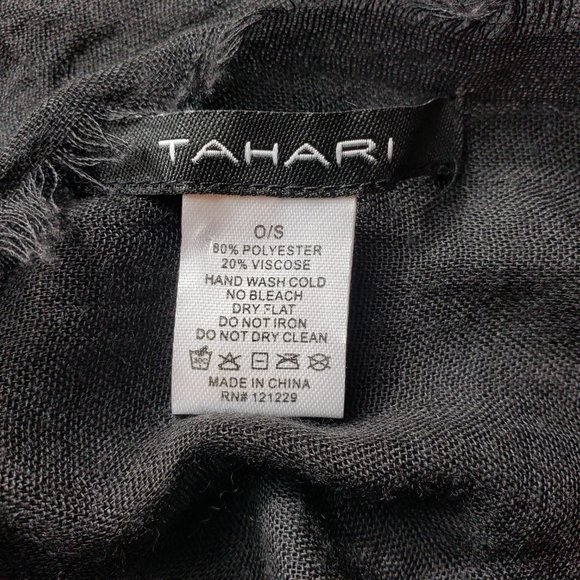 TAHARI
O/S
80% POLYESTER
20% VISCOSE
HAND WASH COLD
NO BLEACH
DRY FLAT
DO NOT IRON
DO NOT DRY CLEAN
MADE IN CHINA
RN# 121229